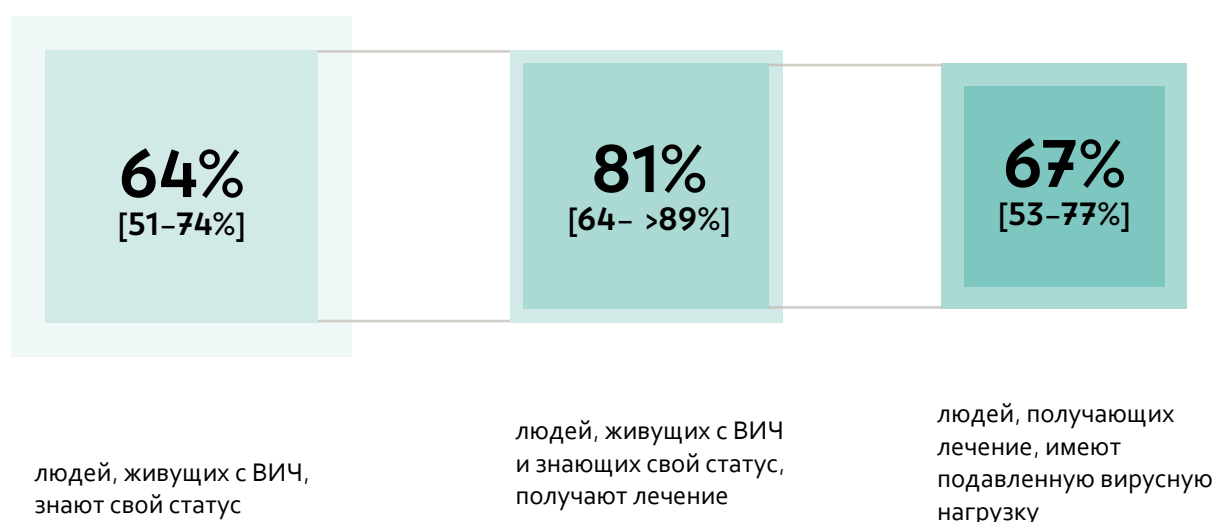 64%
[51–74%]
81%
[64– >89%]
67%
[53–77%]
людей, живущих с ВИЧ,
знают свой статус
людей, живущих с ВИЧ
и знающих свой статус,
получают лечение
людей, получающих
лечение, имеют
подавленную вирусную
нагрузку